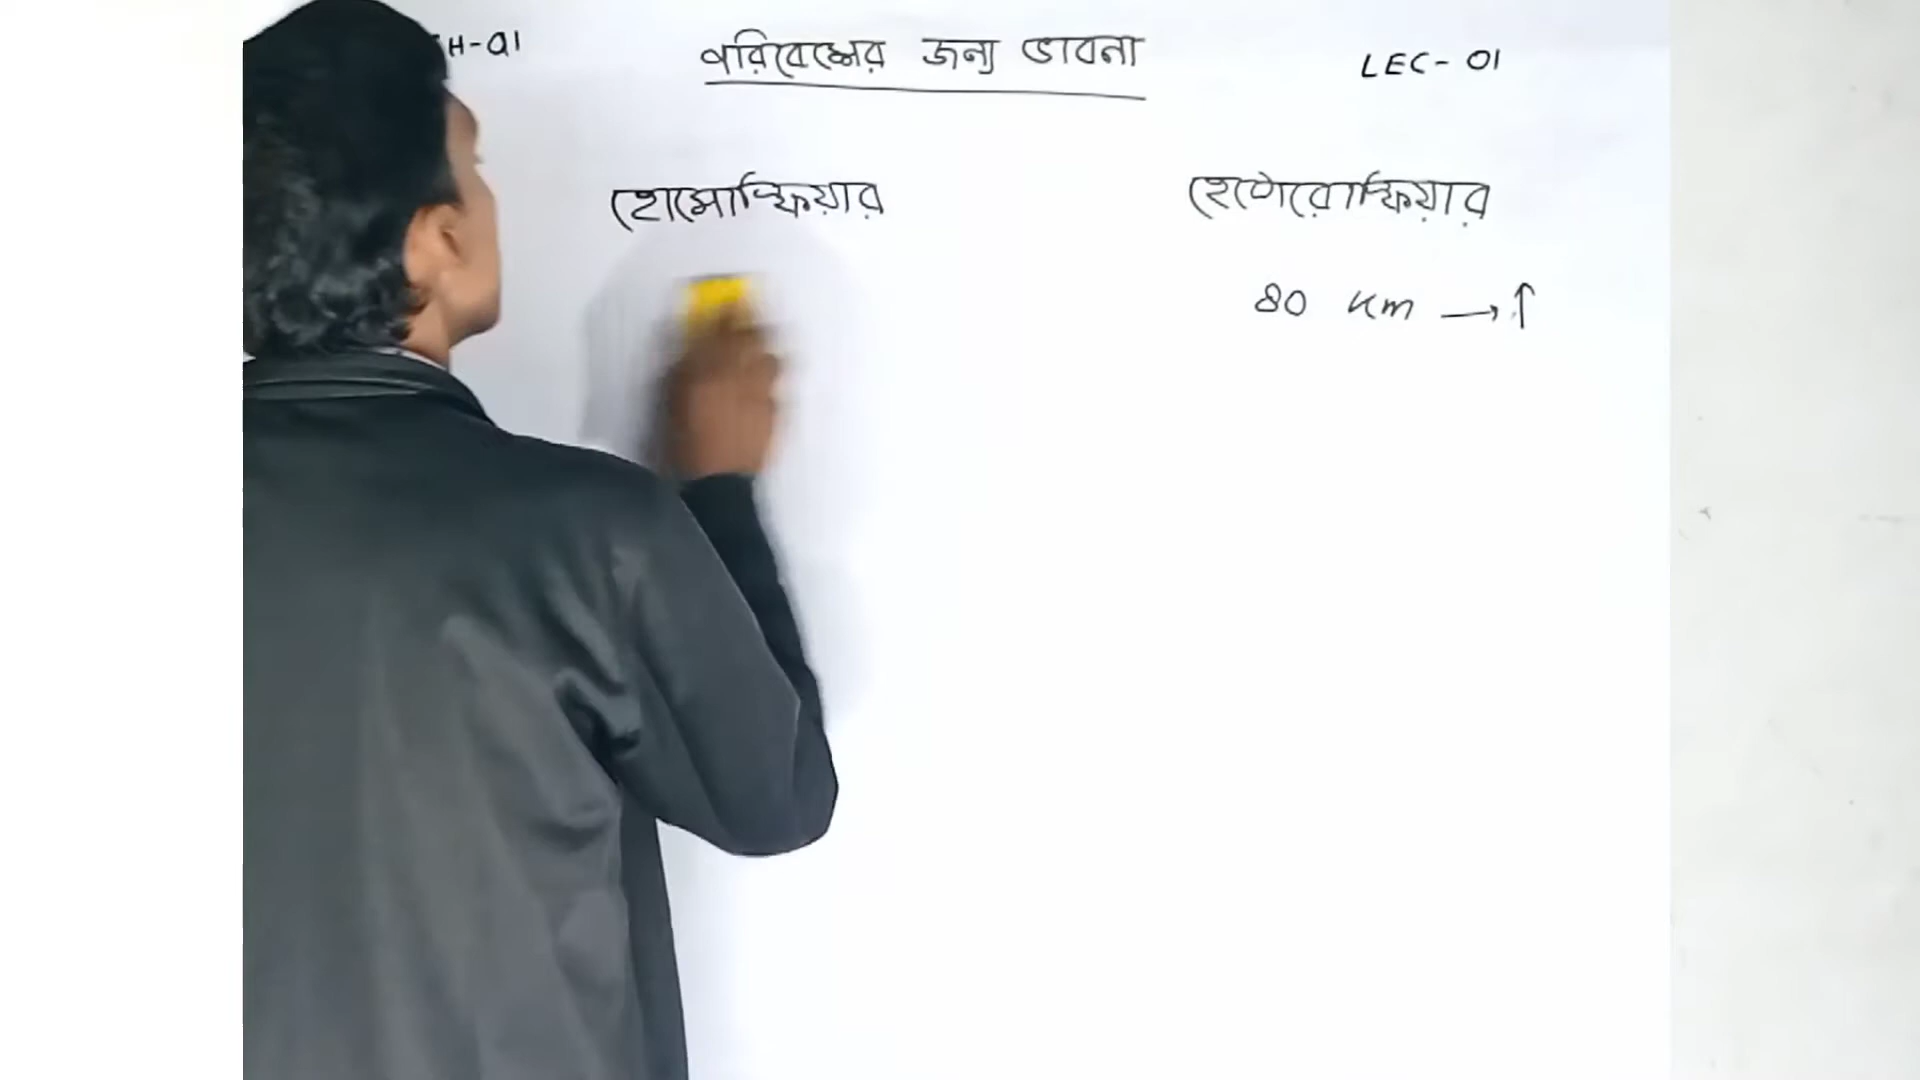 H-01 পরিবেশের জন্য ভাবনা LEC-01
হোমোস্ফিয়ার হেটেরোস্ফিয়ার
80 km →↑